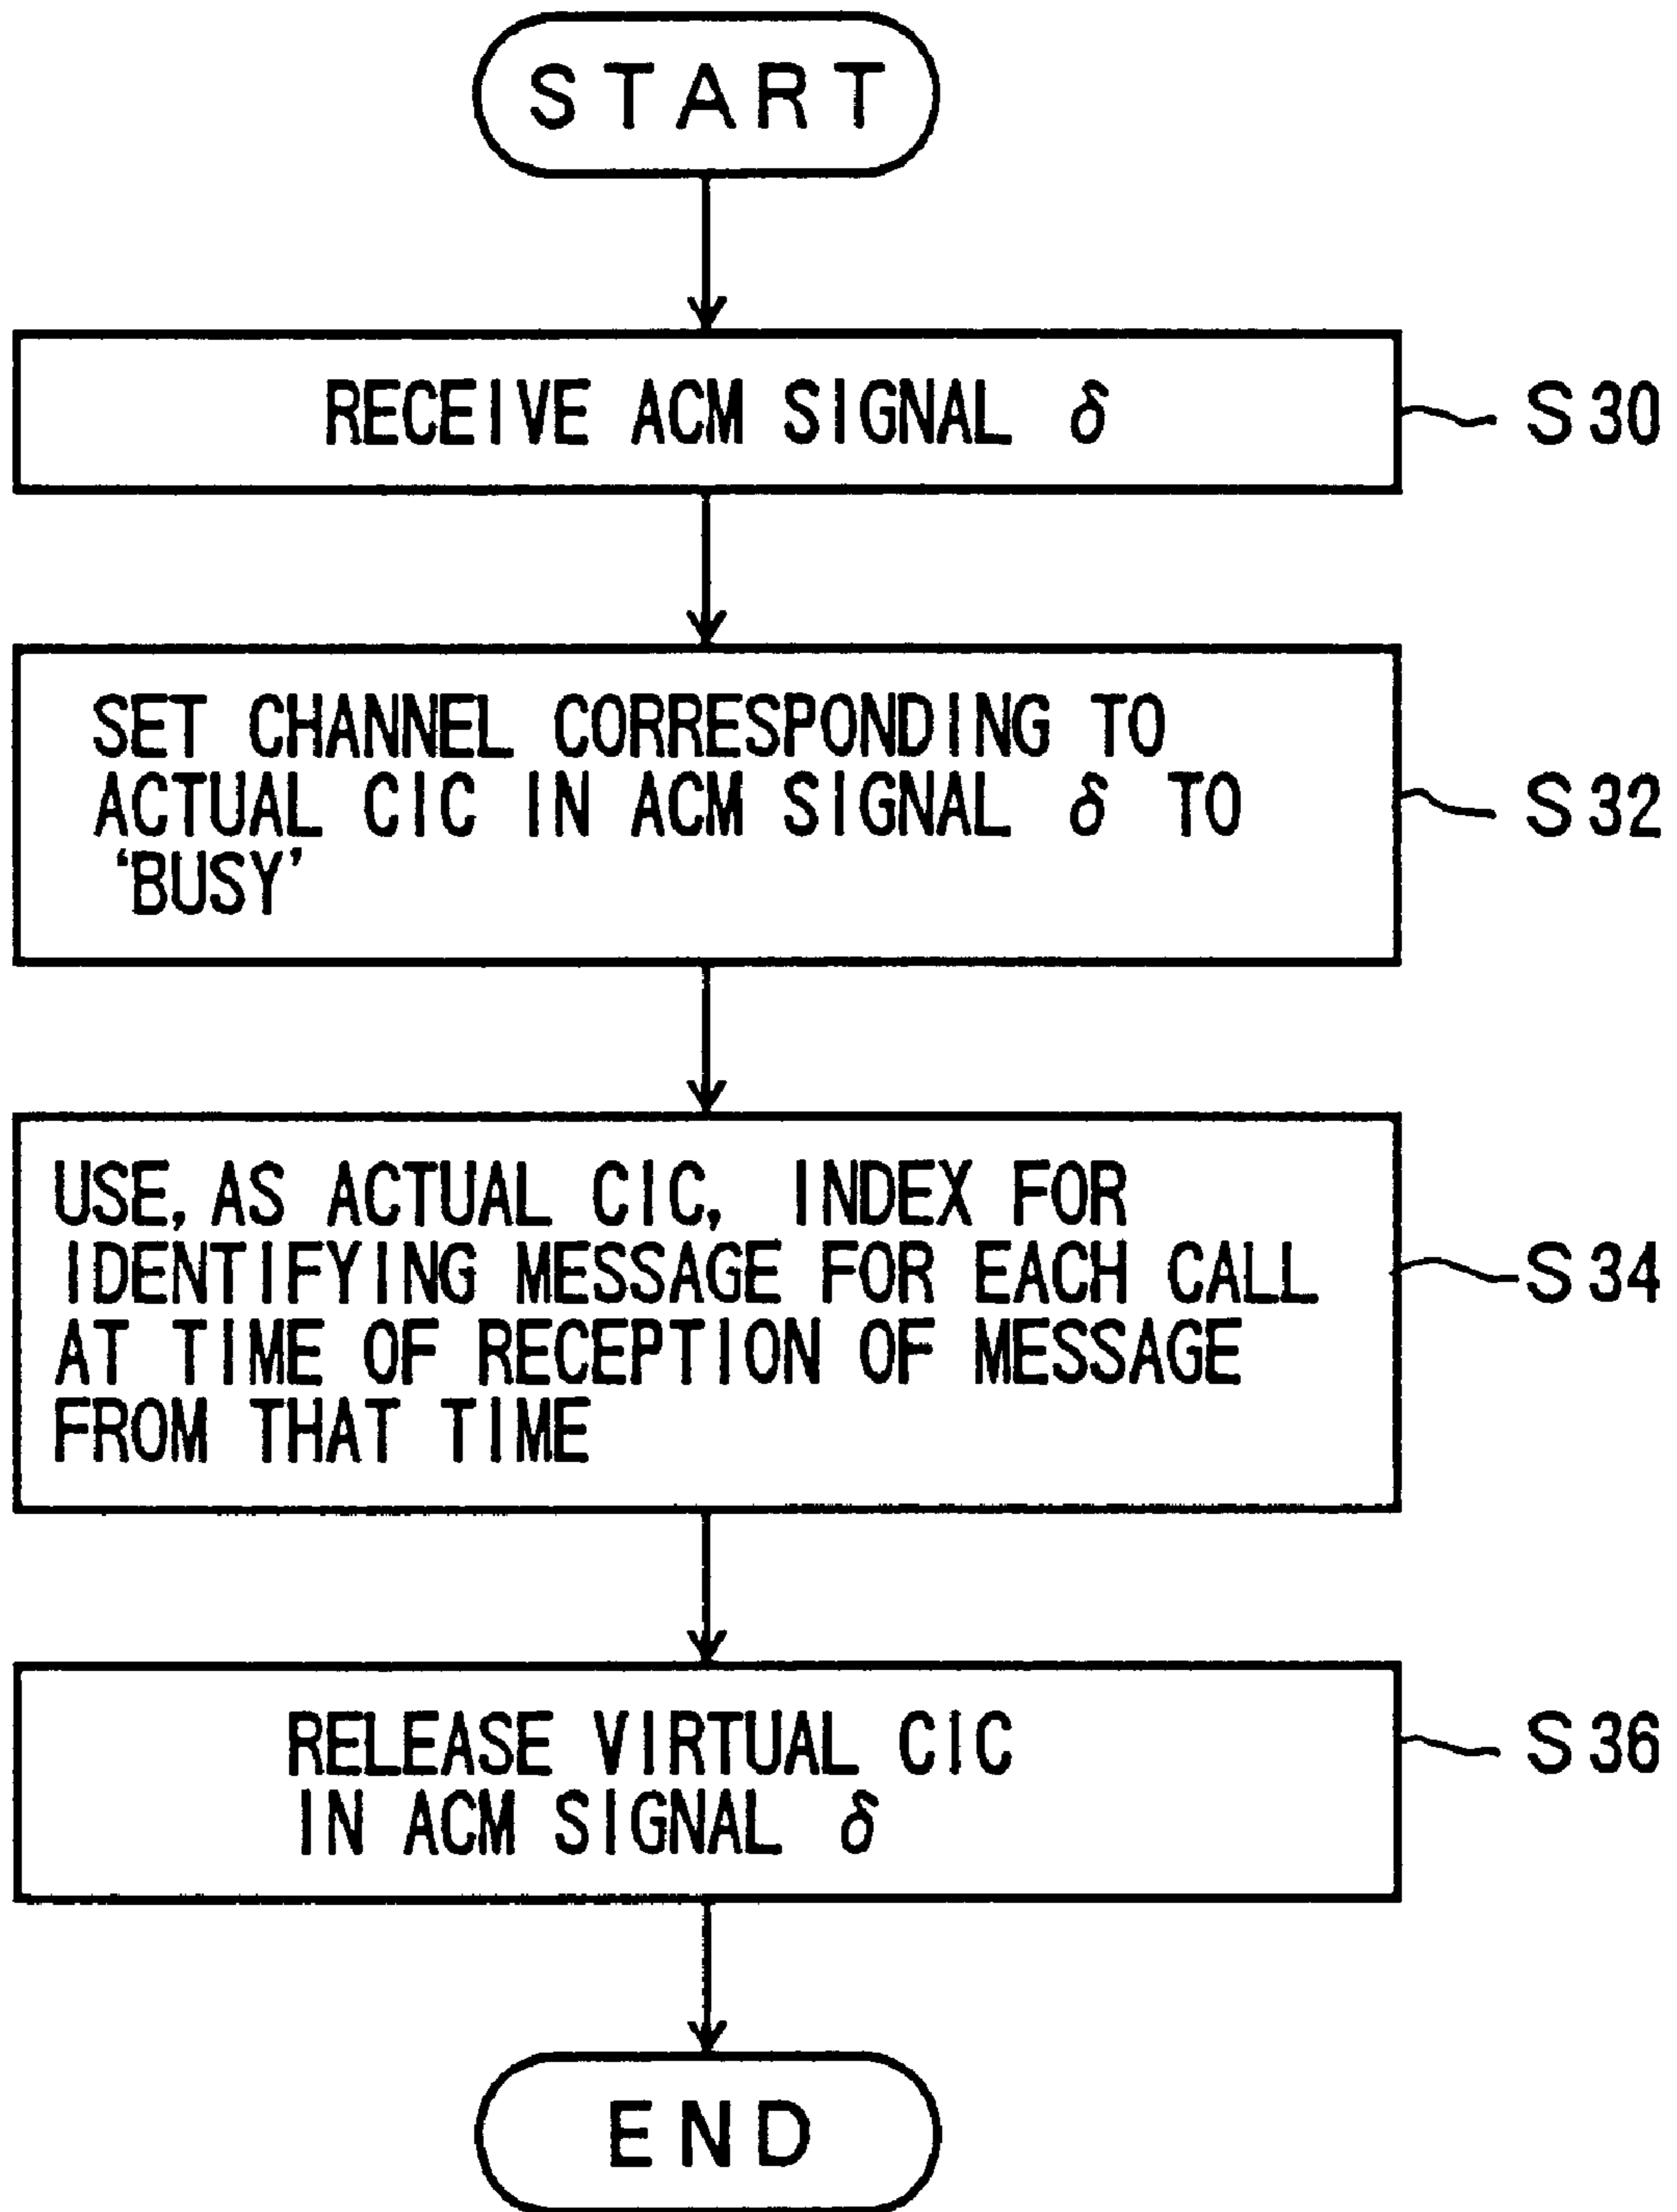 START
RECEIVE ACM SIGNAL δ
S30
SET CHANNEL CORRESPONDING TO
ACTUAL CIC IN ACM SIGNAL δ TO
'BUSY'
S32
USE, AS ACTUAL CIC, INDEX FOR
IDENTIFYING MESSAGE FOR EACH CALL
AT TIME OF RECEPTION OF MESSAGE
FROM THAT TIME
S34
RELEASE VIRTUAL CIC
IN ACM SIGNAL δ
S36
END